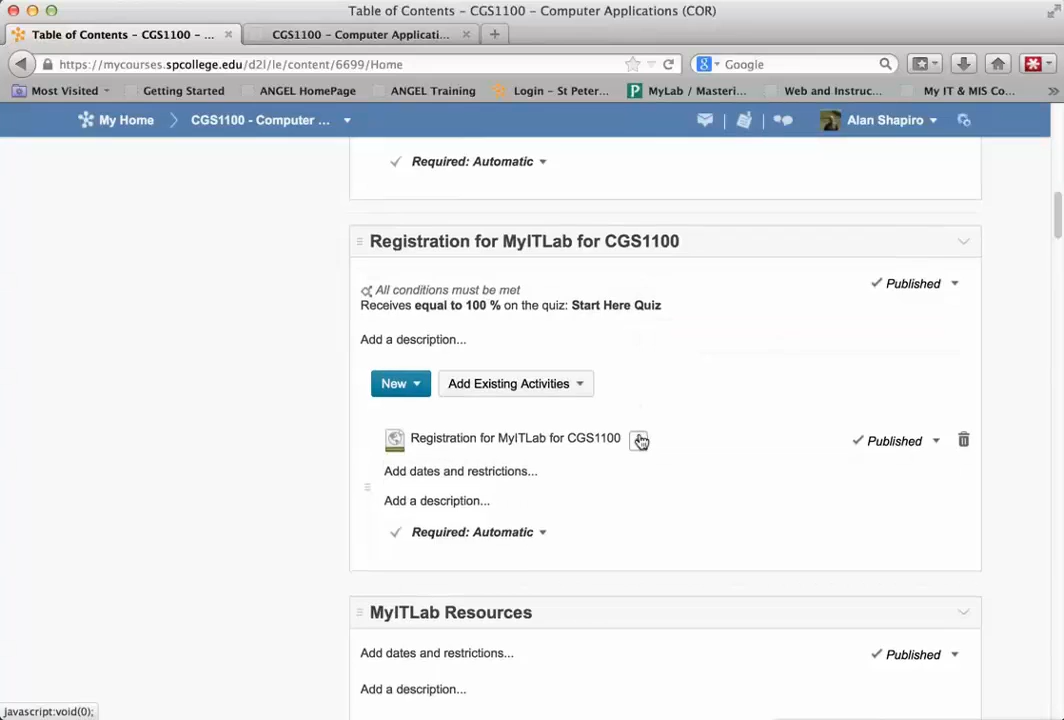 Table of Contents – CGS1100 – Computer Applications (COR)
Table of Contents – CGS1100 – ...
CGS1100 – Computer Applicati...
https://mycourses.spcollege.edu/d2l/le/content/6699/Home
Google
Most Visited
Getting Started
ANGEL HomePage
ANGEL Training
Login – St Peter...
MyLab / Masteri...
Web and Instruc...
My IT & MIS Co...
My Home
CGS1100 - Computer ...
Alan Shapiro
Required: Automatic
Registration for MyITLab for CGS1100
Published
All conditions must be met
Receives equal to 100 % on the quiz: Start Here Quiz
Add a description...
New
Add Existing Activities
Registration for MyITLab for CGS1100
Published
Add dates and restrictions...
Add a description...
Required: Automatic
MyITLab Resources
Add dates and restrictions...
Published
Add a description...
javascript:void(0);